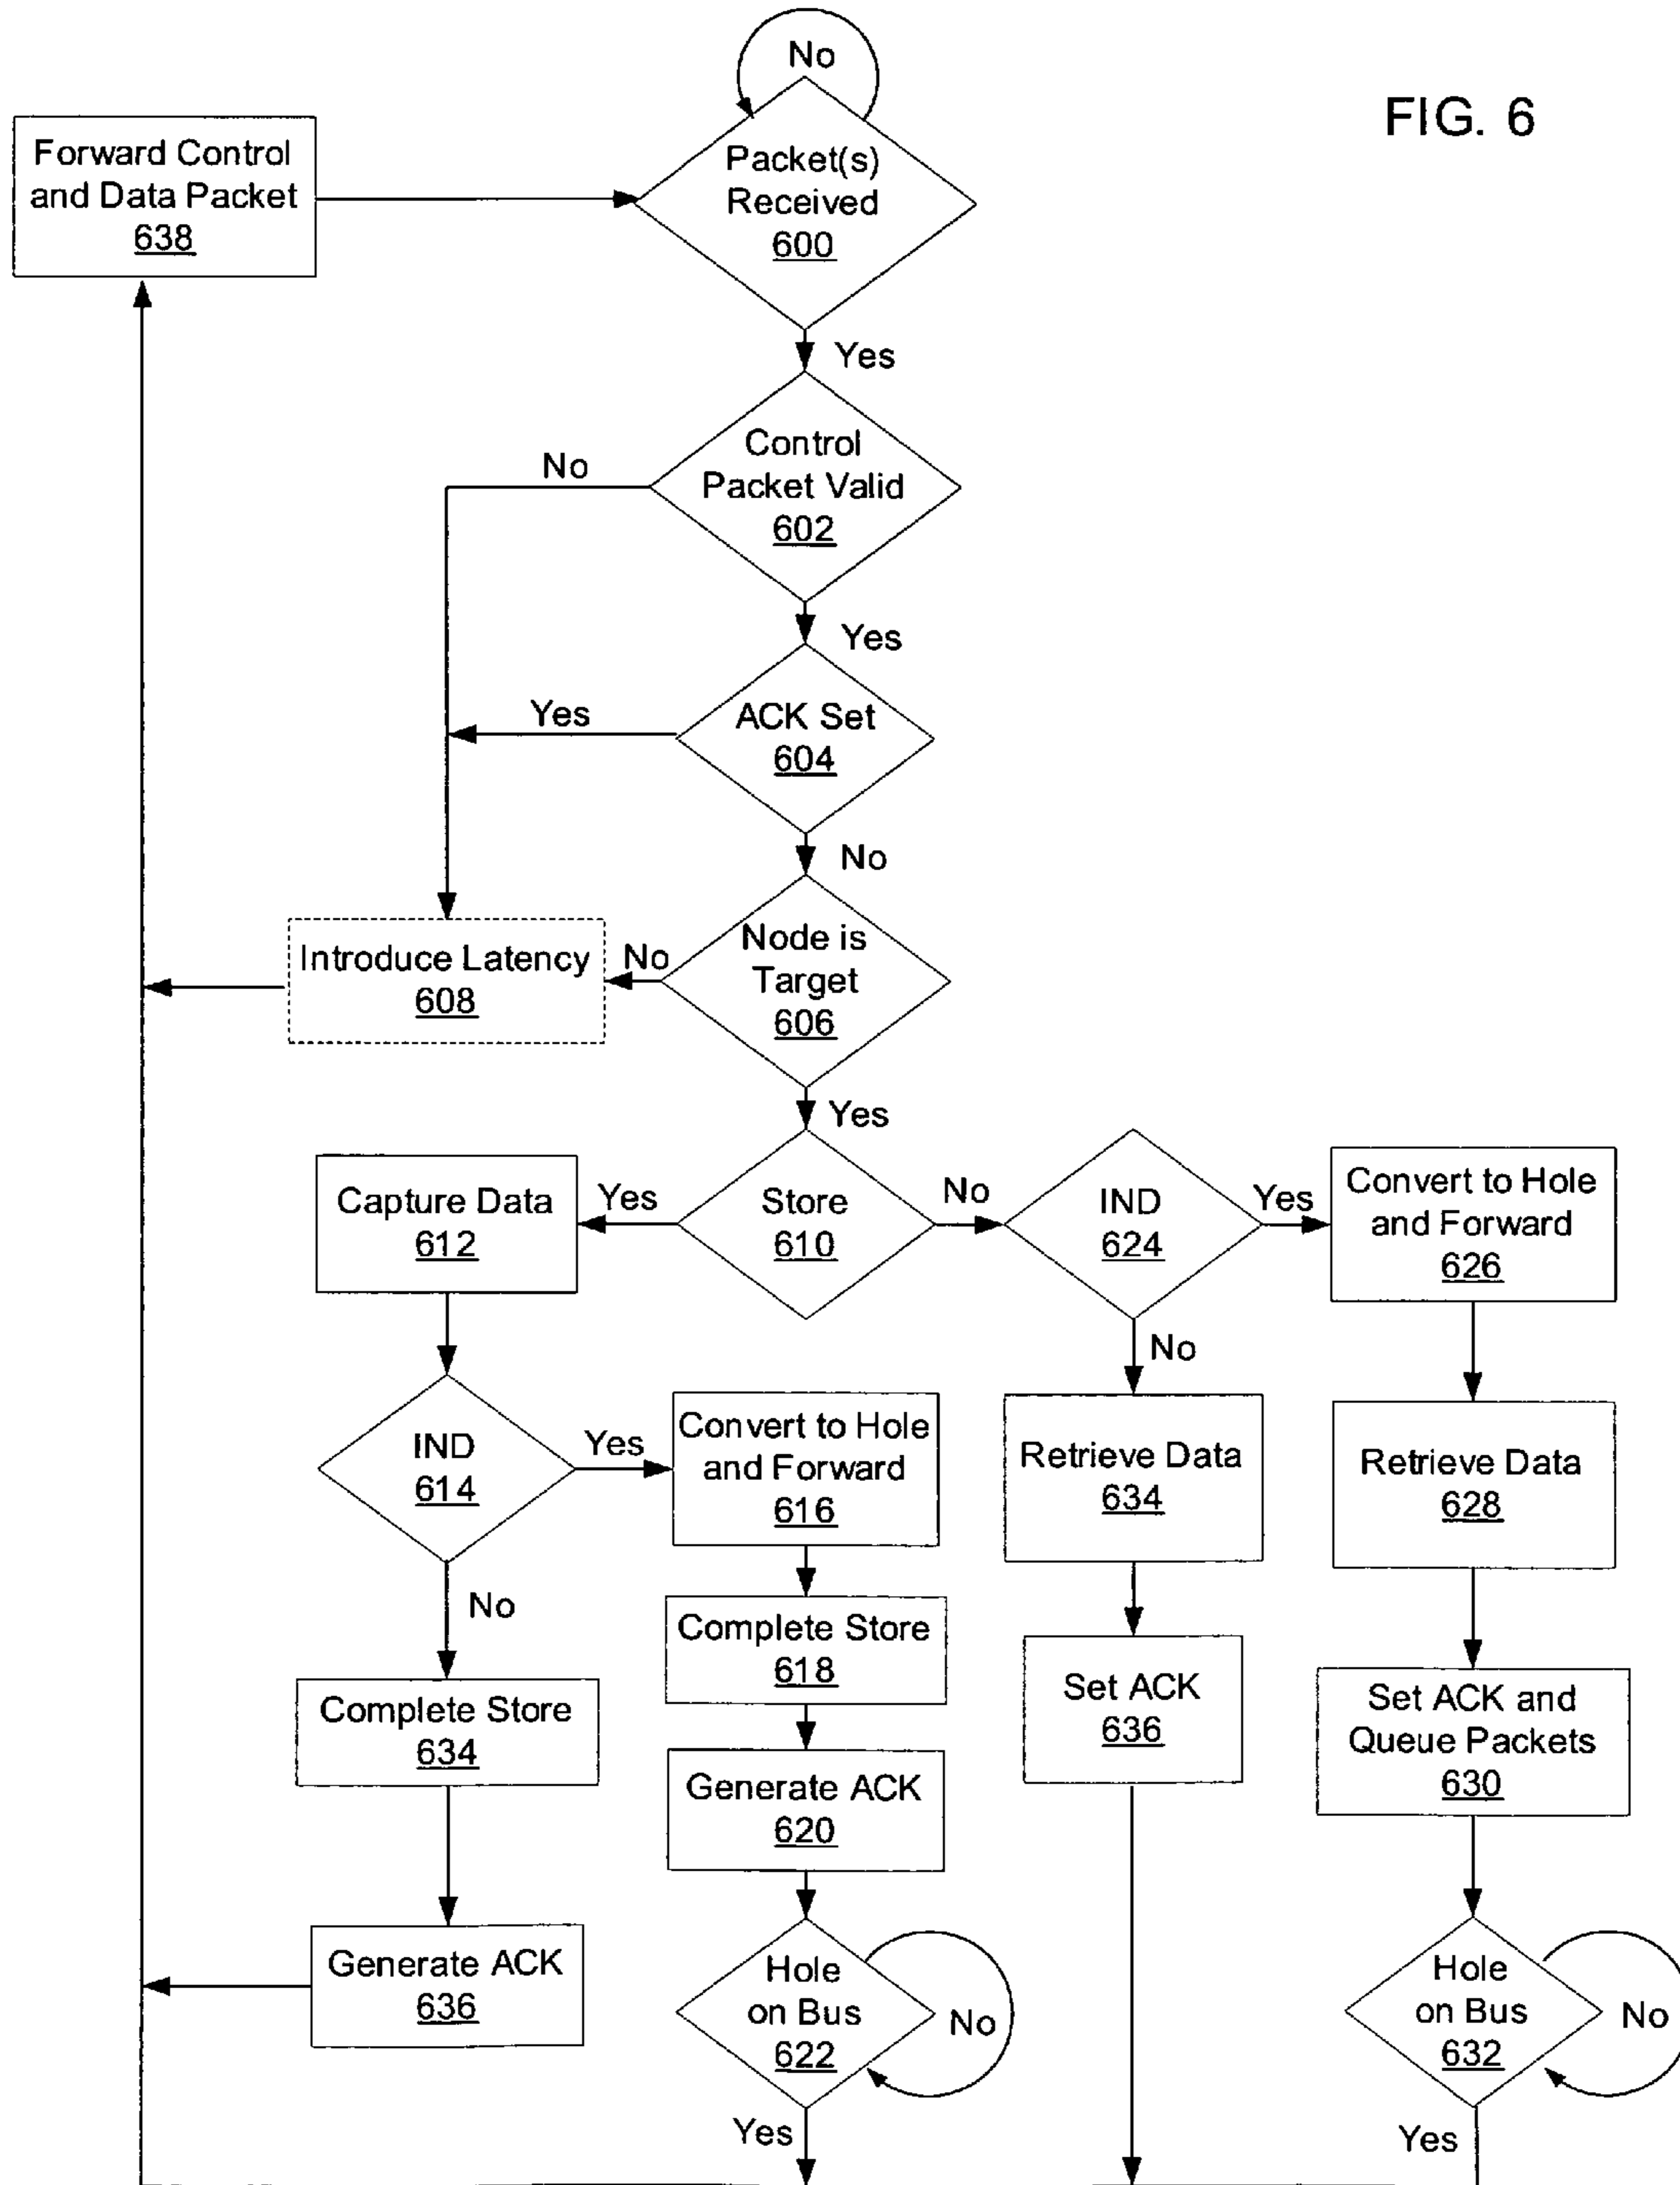 No
FIG. 6
Forward Control
and Data Packet
638
Packet(s)
Received
600
Yes
Control
Packet Valid
602
No
Yes
ACK Set
604
Yes
No
Node is
Target
606
No
Introduce Latency
608
Yes
Store
610
Yes
No
Capture Data
612
IND
624
Yes
No
Convert to Hole
and Forward
626
IND
614
Yes
No
Convert to Hole
and Forward
616
Retrieve Data
634
Retrieve Data
628
Complete Store
618
Complete Store
634
Set ACK
636
Set ACK and
Queue Packets
630
Generate ACK
620
Generate ACK
636
Hole
on Bus
622
No
Yes
Hole
on Bus
632
No
Yes